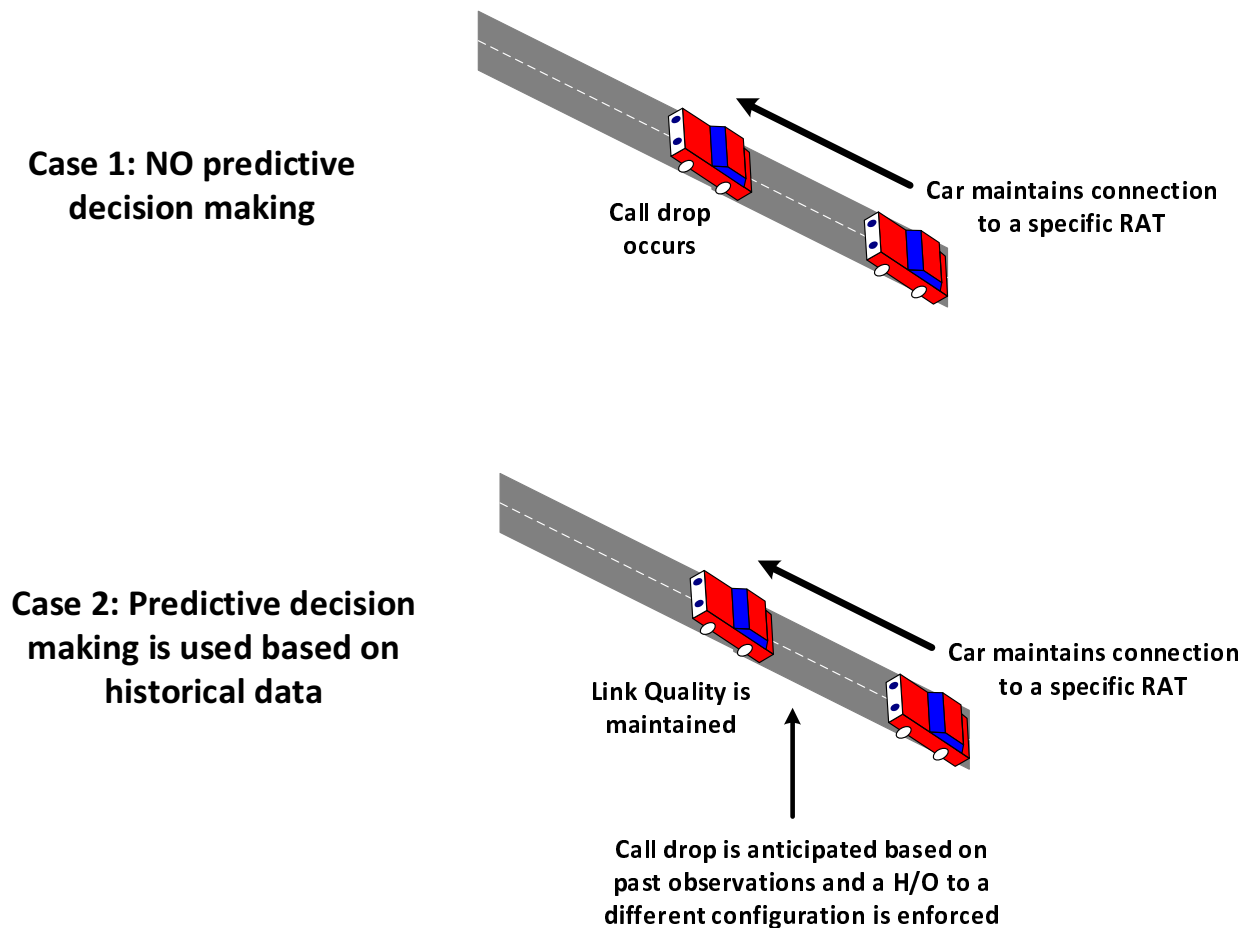 Case 1: NO predictive
decision making
Call drop
occurs
Car maintains connection
to a specific RAT
Case 2: Predictive decision
making is used based on
historical data
Link Quality is
maintained
Car maintains connection
to a specific RAT
Call drop is anticipated based on
past observations and a H/O to a
different configuration is enforced